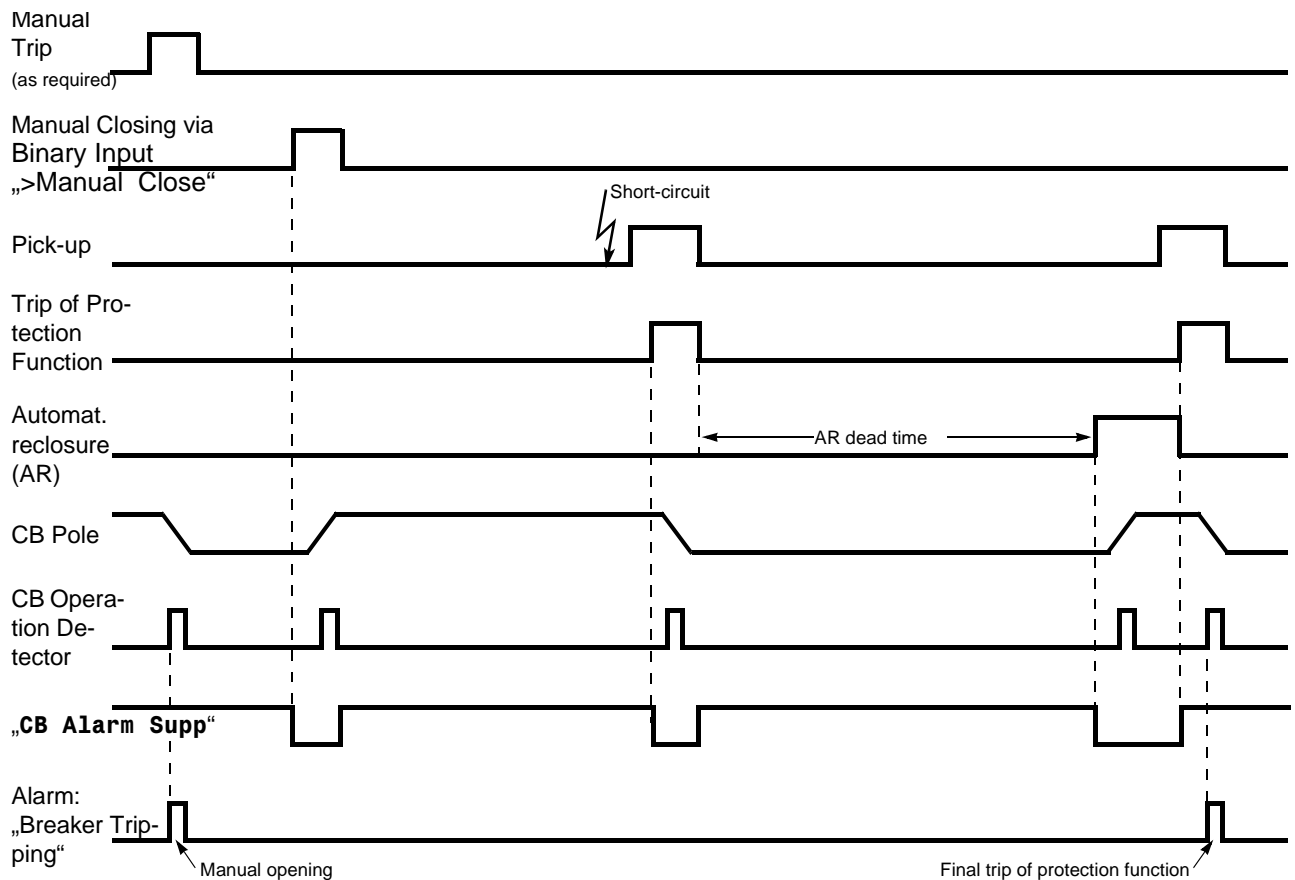 Manual
Trip
(as required)
Manual Closing via
Binary Input
„>Manual Close“
Short-circuit
Pick-up
Trip of Pro-
tection
Function
Automat.
reclosure
(AR)
AR dead time
CB Pole
CB Opera-
tion De-
tector
„CB Alarm Supp“
Alarm:
„Breaker Trip-
ping“
Manual opening
Final trip of protection function